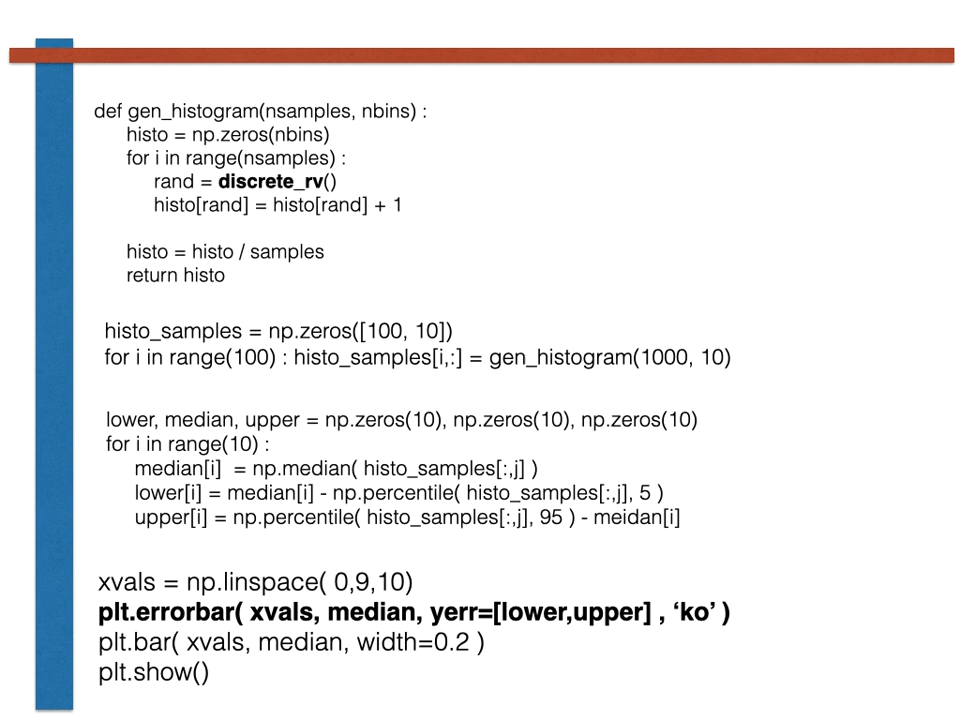 def gen_histogram(nsamples, nbins) :
histo = np.zeros(nbins)
for i in range(nsamples) :
rand = discrete_rv()
histo[rand] = histo[rand] + 1
histo = histo / samples
return histo
histo_samples = np.zeros([100, 10])
for i in range(100) : histo_samples[i,:] = gen_histogram(1000, 10)
lower, median, upper = np.zeros(10), np.zeros(10), np.zeros(10)
for i in range(10) :
median[i]  = np.median( histo_samples[:,j] )
lower[i] = median[i] - np.percentile( histo_samples[:,j], 5 )
upper[i] = np.percentile( histo_samples[:,j], 95 ) - meidan[i]
xvals = np.linspace( 0,9,10)
plt.errorbar( xvals, median, yerr=[lower,upper] , ‘ko’ )
plt.bar( xvals, median, width=0.2 )
plt.show()